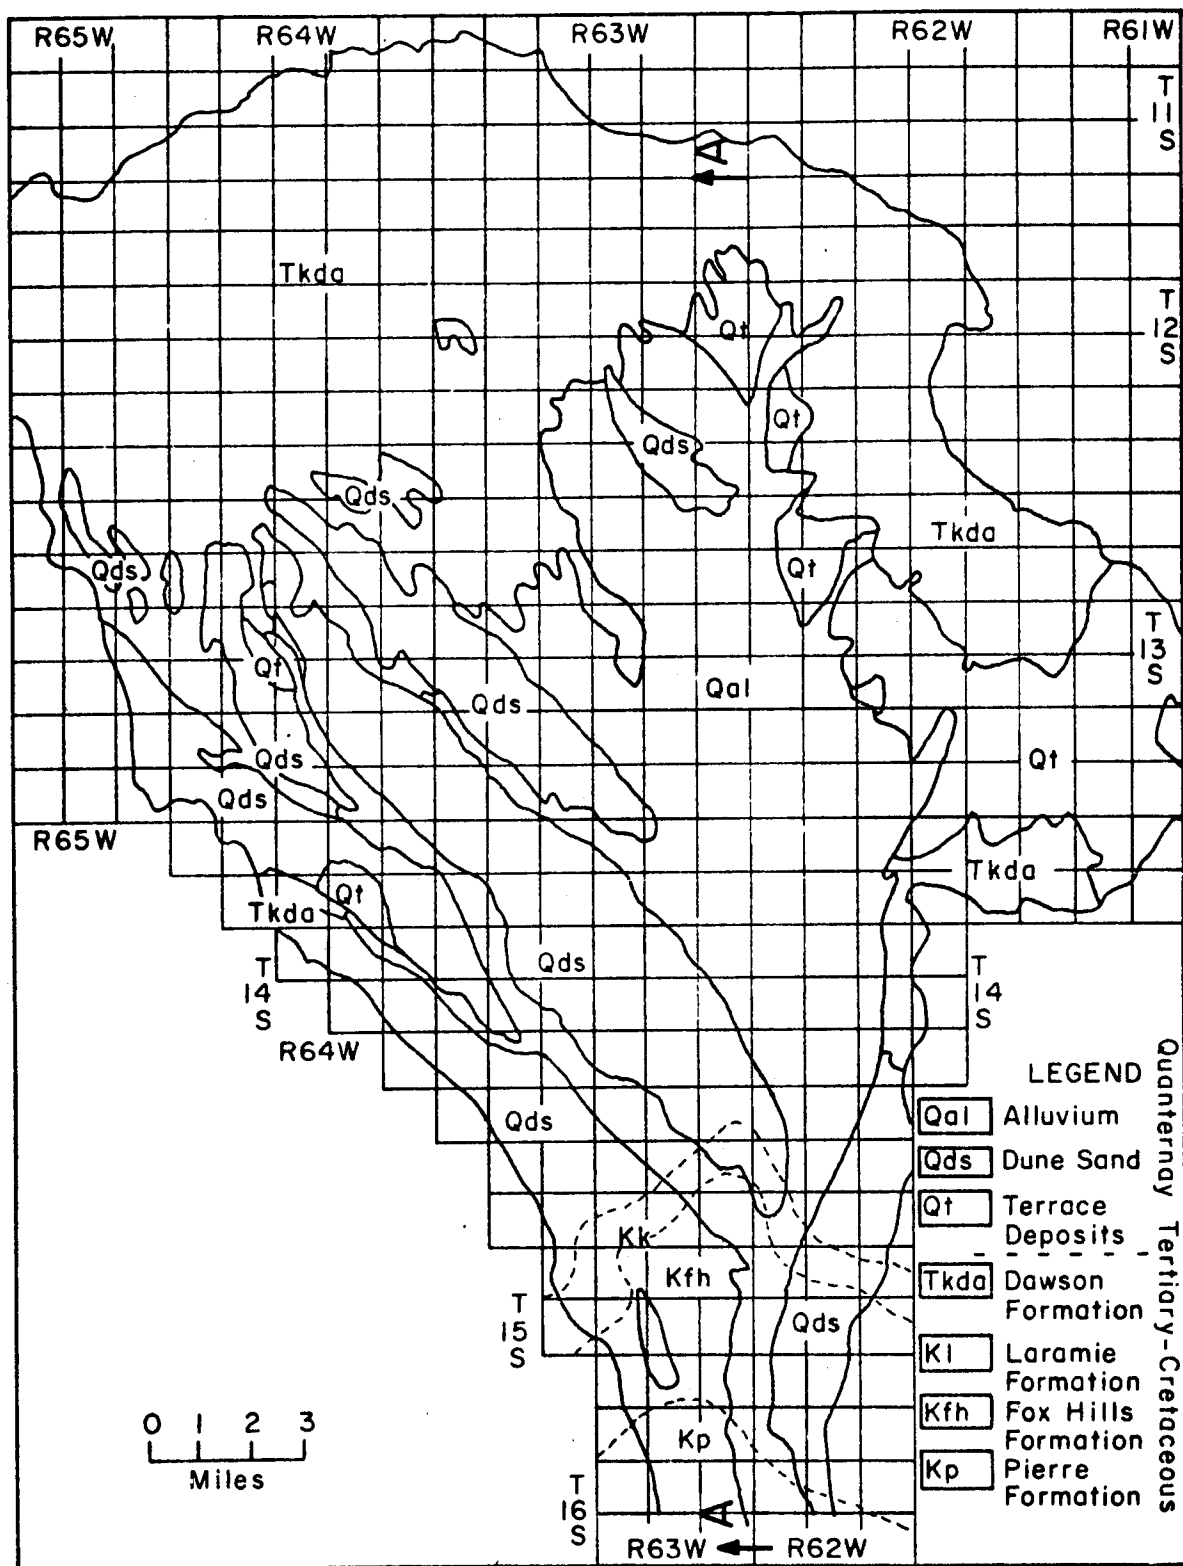 R65W R64W R63W R62W R61W
T
11
S
A
Tkda
T
12
S
Qt
Qt
Qds
Qds
Tkda
Qds
Qt
T
13
S
Qt
Qal
Qds
Qds
Qt
Qds
R65W
Tkda
Qt
Tkda
Qds
T
14
S
T
14
S
R64W
Qds
LEGEND
Qal Alluvium
Qds Dune Sand
Qt Terrace
Deposits
Tkda Dawson
Formation
Kl Laramie
Formation
Kfh Fox Hills
Formation
Kp Pierre
Formation
Quanternay Tertiary-Cretaceous
Kk
Kfh
T
15
S
Qds
Kp
0 1 2 3
Miles
T
16
S
A
R63W R62W